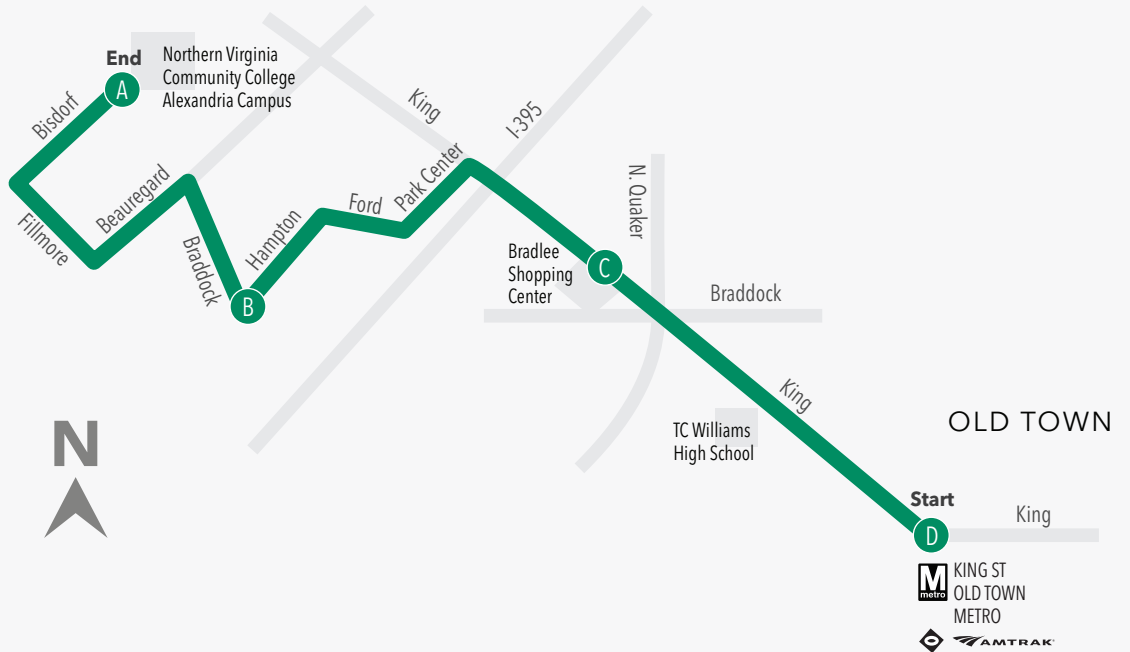 End
A
Northern Virginia
Community College
Alexandria Campus
Bisdorf
Fillmore
Beauregard
Braddock
B
Hampton
Ford
Park Center
King
I-395
N. Quaker
Bradlee
Shopping
Center
C
Braddock
King
TC Williams
High School
OLD TOWN
Start
D
King
N
M
metro
KING ST
OLD TOWN
METRO
AMTRAK